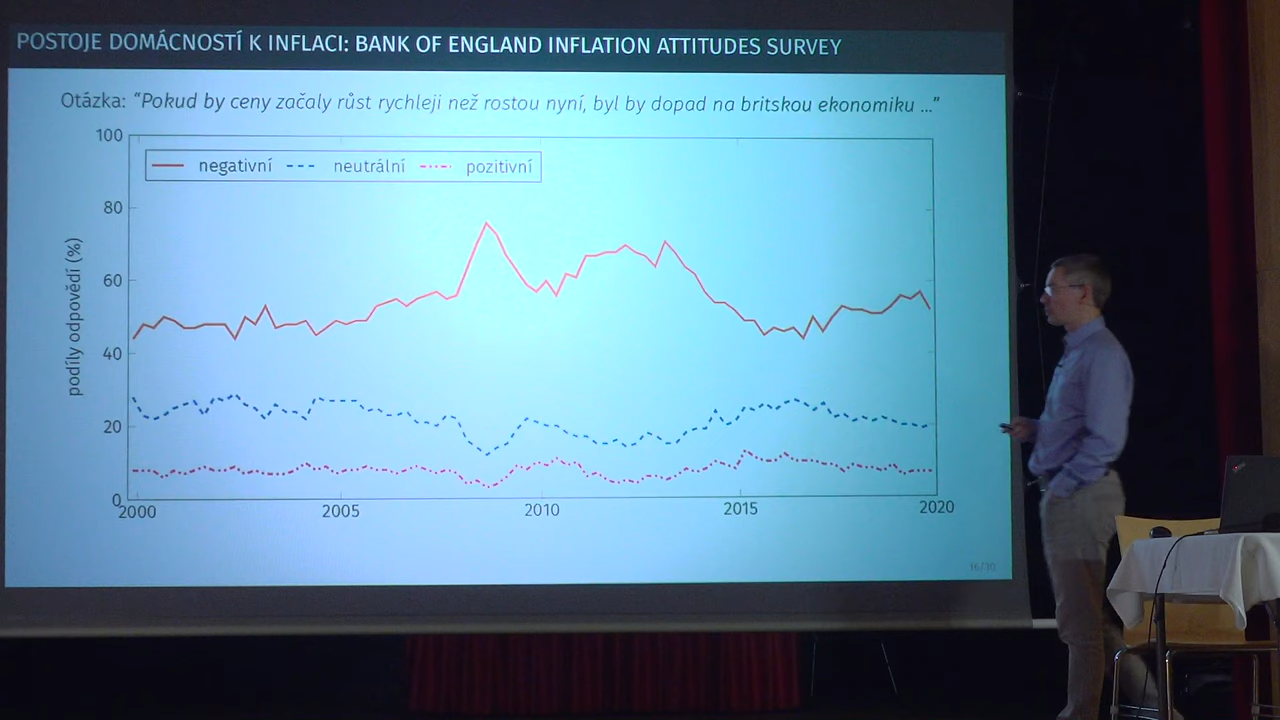 POSTOJE DOMÁCNOSTÍ K INFLACI: BANK OF ENGLAND INFLATION ATTITUDES SURVEY
Otázka: “Pokud by ceny začaly růst rychleji než rostou nyní, byl by dopad na britskou ekonomiku ...”
negativní neutrální pozitivní
podíly odpovědí (%)
100
80
60
40
20
0
2000 2005 2010 2015 2020
16/30